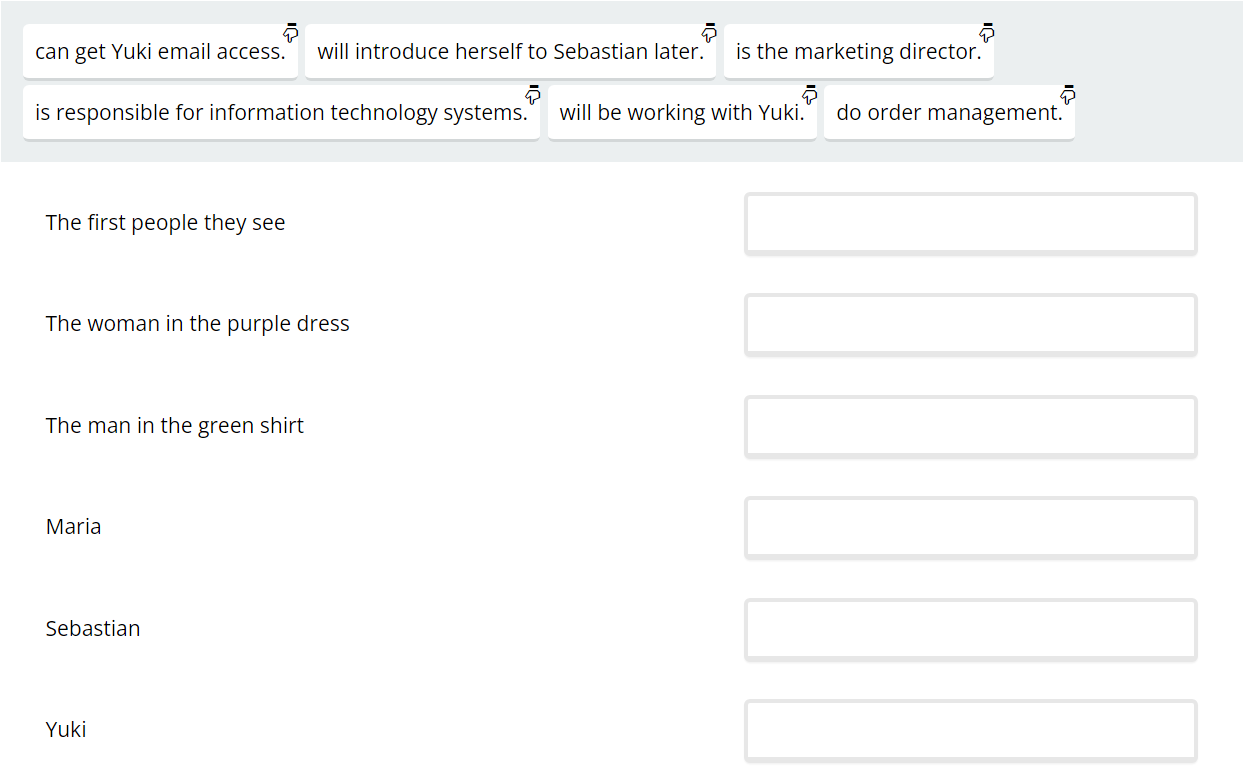 can get Yuki email access. will introduce herself to Sebastian later. is the marketing director.
is responsible for information technology systems. will be working with Yuki. do order management.
The first people they see
The woman in the purple dress
The man in the green shirt
Maria
Sebastian
Yuki